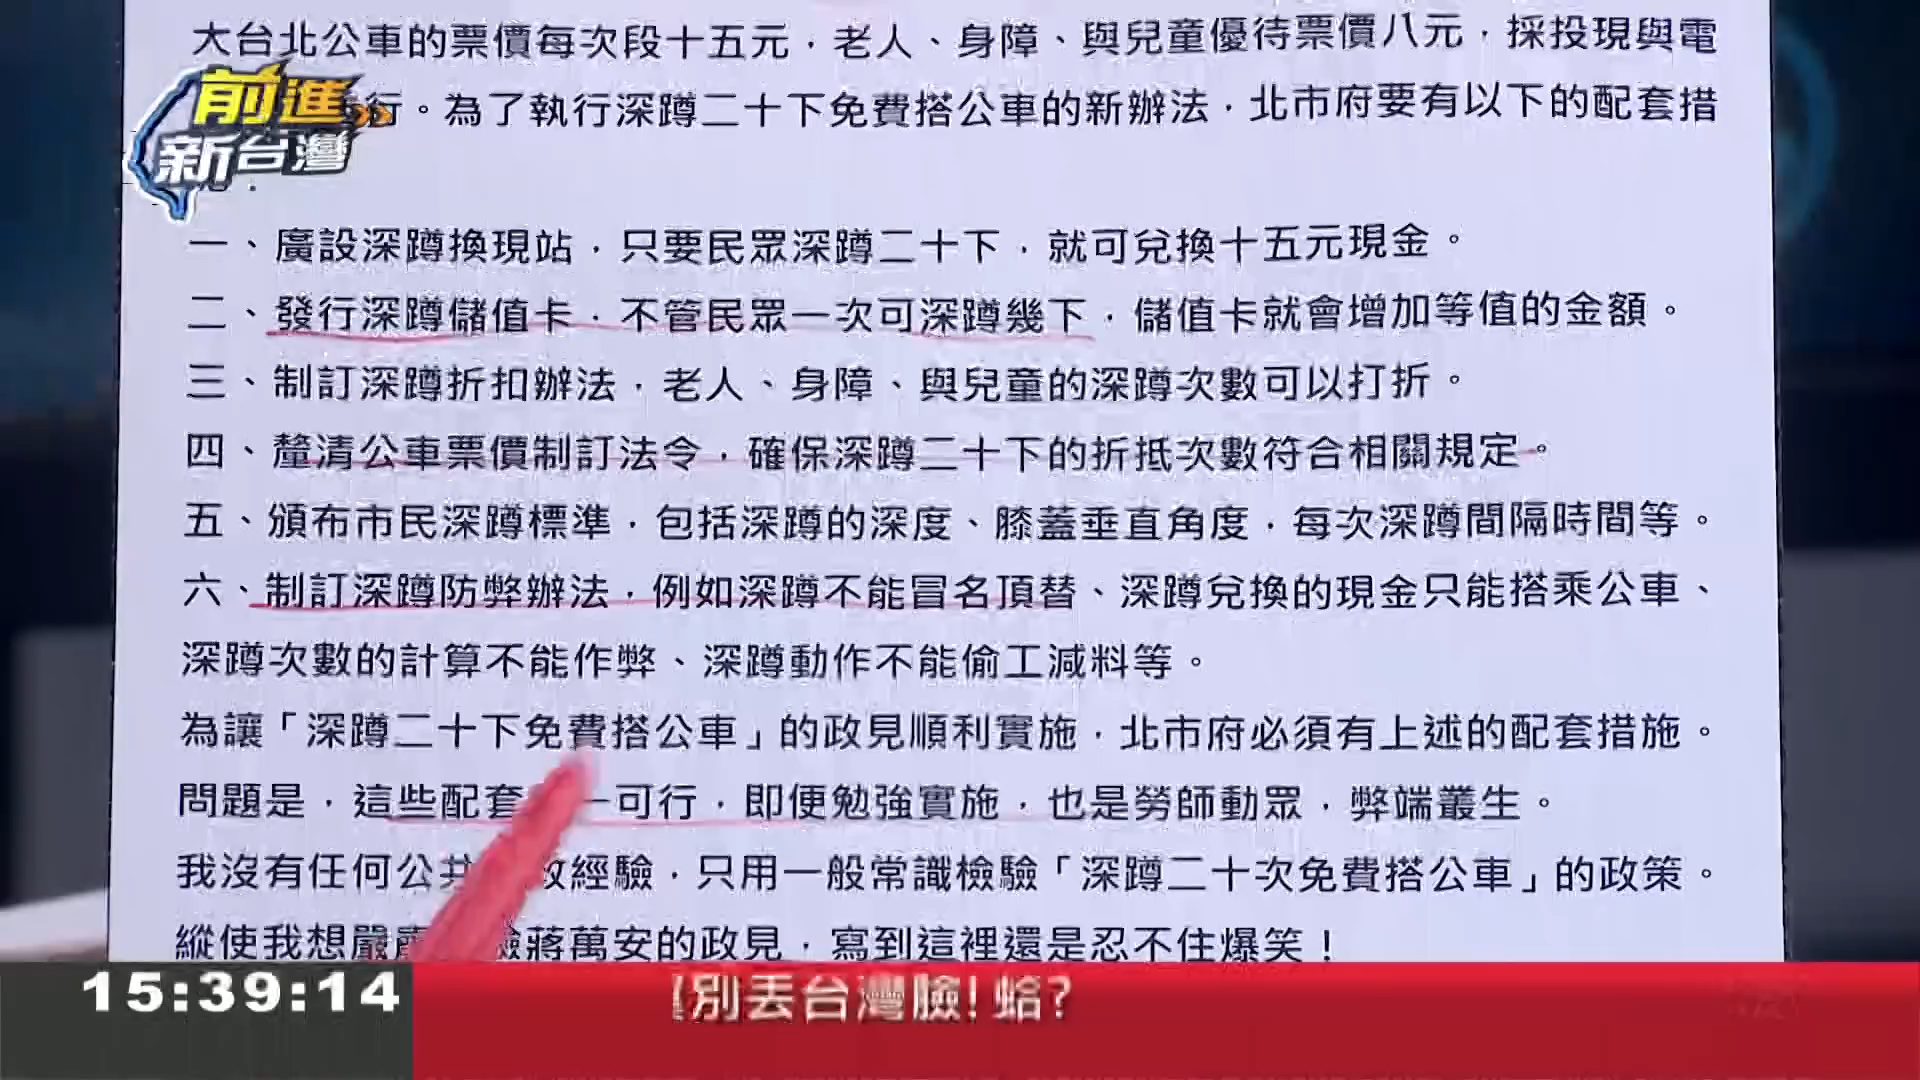 大台北公車的票價每次段十五元，老人、身障、與兒童優待票價八元，採投現與電
行。為了執行深蹲二十下免費搭公車的新辦法，北市府要有以下的配套措
前進
新台灣
一、廣設深蹲換現站，只要民眾深蹲二十下，就可兌換十五元現金。
二、發行深蹲儲值卡，不管民眾一次可深蹲幾下，儲值卡就會增加等值的金額。
三、制訂深蹲折扣辦法，老人、身障、與兒童的深蹲次數可以打折。
四、釐清公車票價制訂法令，確保深蹲二十下的折抵次數符合相關規定。
五、頒布市民深蹲標準，包括深蹲的深度、膝蓋垂直角度，每次深蹲間隔時間等。
六、制訂深蹲防弊辦法，例如深蹲不能冒名頂替、深蹲兌換的現金只能搭乘公車、
深蹲次數的計算不能作弊、深蹲動作不能偷工減料等。
為讓「深蹲二十下免費搭公車」的政見順利實施，北市府必須有上述的配套措施。
問題是，這些配套一可行，即便勉強實施，也是勞師動眾，弊端叢生。
我沒有任何公共經驗，只用一般常識檢驗「深蹲二十次免費搭公車」的政策。
縱使我想嚴蔣萬安的政見，寫到這裡還是忍不住爆笑！
15:39:14
別丟台灣臉!蛤?